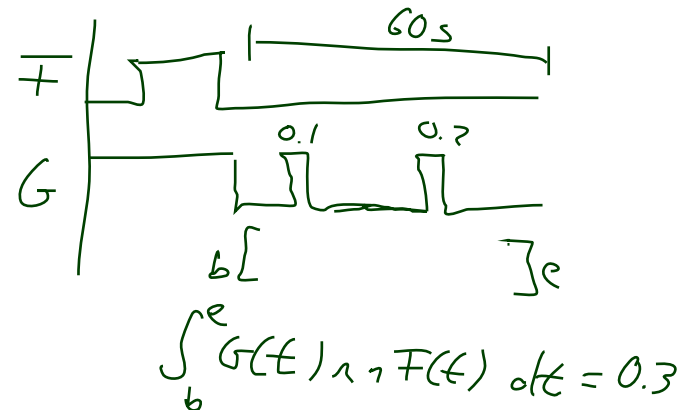 60s
F
0.1 0.2
G
b [ ] e
∫_b^e G(t) ∧ ¬F(t) dt = 0.3